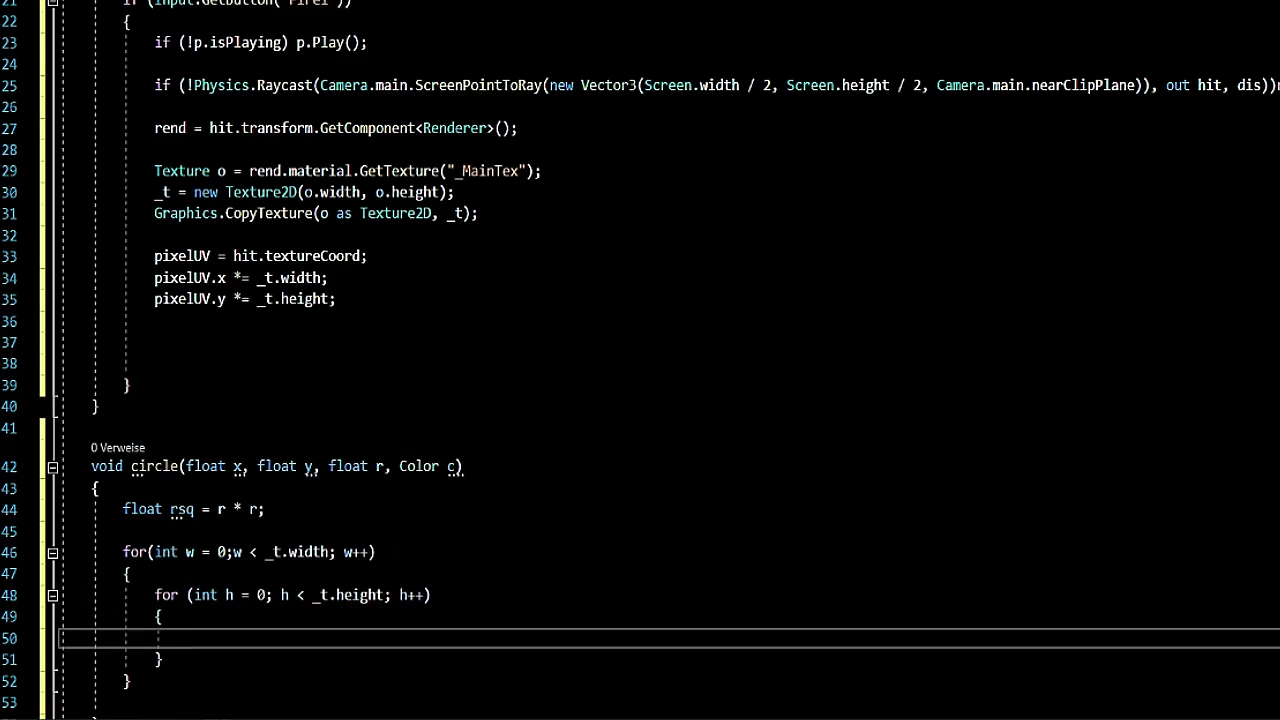 21 if (Input.GetButton("Fire1"))
22 {
23 if (!p.isPlaying) p.Play();
24
25 if (!Physics.Raycast(Camera.main.ScreenPointToRay(new Vector3(Screen.width / 2, Screen.height / 2, Camera.main.nearClipPlane)), out hit, dis))
26
27 rend = hit.transform.GetComponent<Renderer>();
28
29 Texture o = rend.material.GetTexture("_MainTex");
30 _t = new Texture2D(o.width, o.height);
31 Graphics.CopyTexture(o as Texture2D, _t);
32
33 pixelUV = hit.textureCoord;
34 pixelUV.x *= _t.width;
35 pixelUV.y *= _t.height;
36
37
38
39 }
40 }
41
0 Verweise
42 void circle(float x, float y, float r, Color c)
43 {
44 float rsq = r * r;
45
46 for(int w = 0;w < _t.width; w++)
47 {
48 for (int h = 0; h < _t.height; h++)
49 {
50
51 }
52 }
53